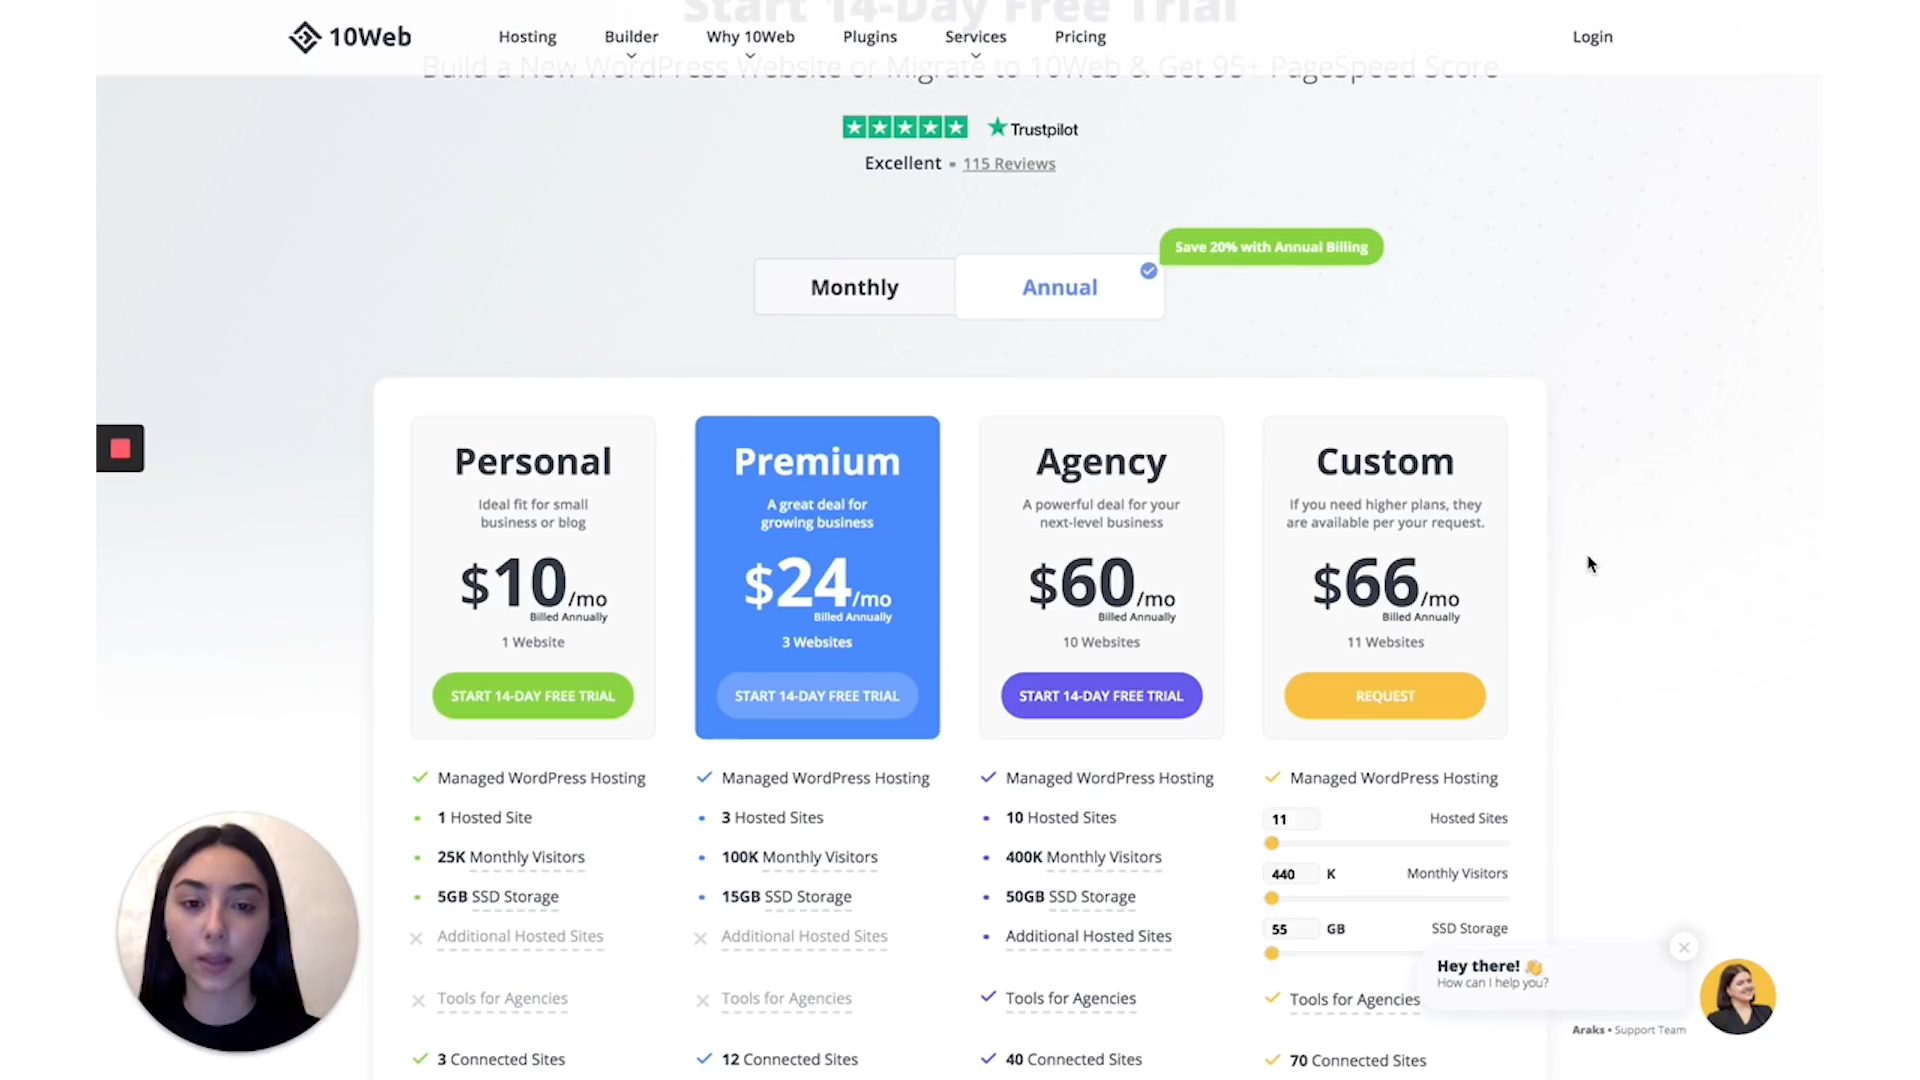 Start 14-Day Free Trial
10Web
Hosting
Builder
Why 10Web
Plugins
Services
Pricing
Login
Build a New WordPress Website or Migrate to 10Web & Get 95+ PageSpeed Score
Trustpilot
Excellent • 115 Reviews
Save 20% with Annual Billing
Monthly
Annual
Personal
Ideal fit for small
business or blog
$10/mo
Billed Annually
1 Website
START 14-DAY FREE TRIAL
Managed WordPress Hosting
1 Hosted Site
25K Monthly Visitors
5GB SSD Storage
Additional Hosted Sites
Tools for Agencies
3 Connected Sites
Premium
A great deal for
growing business
$24/mo
Billed Annually
3 Websites
START 14-DAY FREE TRIAL
Managed WordPress Hosting
3 Hosted Sites
100K Monthly Visitors
15GB SSD Storage
Additional Hosted Sites
Tools for Agencies
12 Connected Sites
Agency
A powerful deal for your
next-level business
$60/mo
Billed Annually
10 Websites
START 14-DAY FREE TRIAL
Managed WordPress Hosting
10 Hosted Sites
400K Monthly Visitors
50GB SSD Storage
Additional Hosted Sites
Tools for Agencies
40 Connected Sites
Custom
If you need higher plans, they
are available per your request.
$66/mo
Billed Annually
11 Websites
REQUEST
Managed WordPress Hosting
11 Hosted Sites
440 K Monthly Visitors
55 GB SSD Storage
Tools for Agencies
70 Connected Sites
Hey there! 👋
How can I help you?
Araks • Support Team